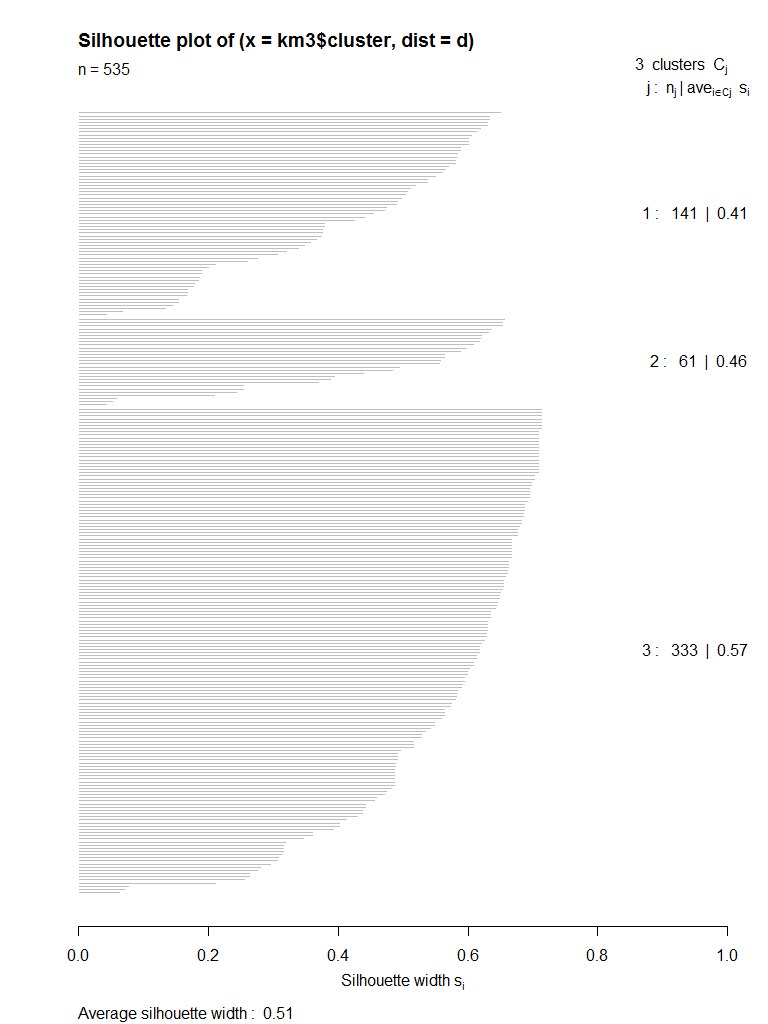 Silhouette plot of (x = km3$cluster, dist = d)
n = 535
3 clusters Cj
j : nj | avei∈Cj si
1 : 141 | 0.41
2 : 61 | 0.46
3 : 333 | 0.57
0.0 0.2 0.4 0.6 0.8 1.0
Silhouette width si
Average silhouette width : 0.51